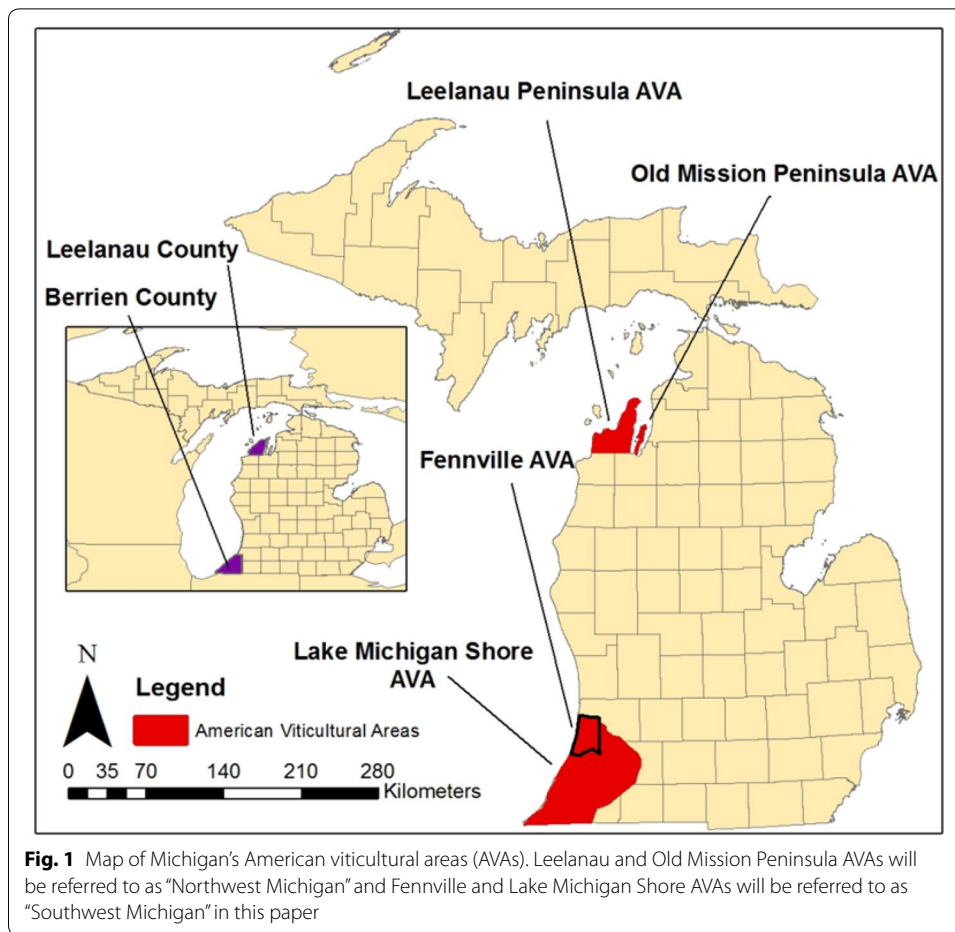 Leelanau Peninsula AVA
Old Mission Peninsula AVA
Leelanau County
Berrien County
Fennville AVA
Lake Michigan Shore
AVA
N
Legend
American Viticultural Areas
0 35 70 140 210 280
Kilometers
Fig. 1 Map of Michigan’s American viticultural areas (AVAs). Leelanau and Old Mission Peninsula AVAs will
be referred to as “Northwest Michigan” and Fennville and Lake Michigan Shore AVAs will be referred to as
“Southwest Michigan” in this paper